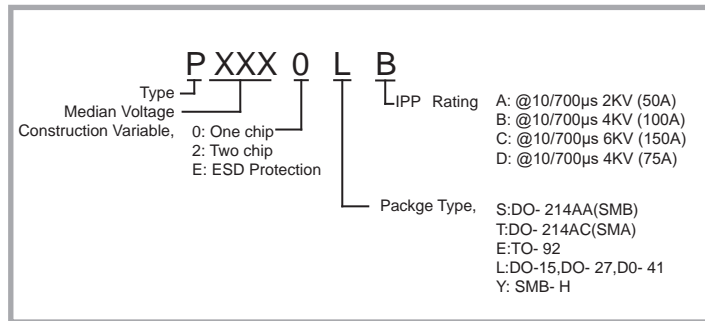 P XXX 0 L B
Type
Median Voltage
Construction Variable,
0: One chip
2: Two chip
E: ESD Protection
IPP Rating
A: @10/700µs 2KV (50A)
B: @10/700µs 4KV (100A)
C: @10/700µs 6KV (150A)
D: @10/700µs 4KV (75A)
Packge Type,
S:DO- 214AA(SMB)
T:DO- 214AC(SMA)
E:TO- 92
L:DO-15,DO- 27,D0- 41
Y: SMB- H